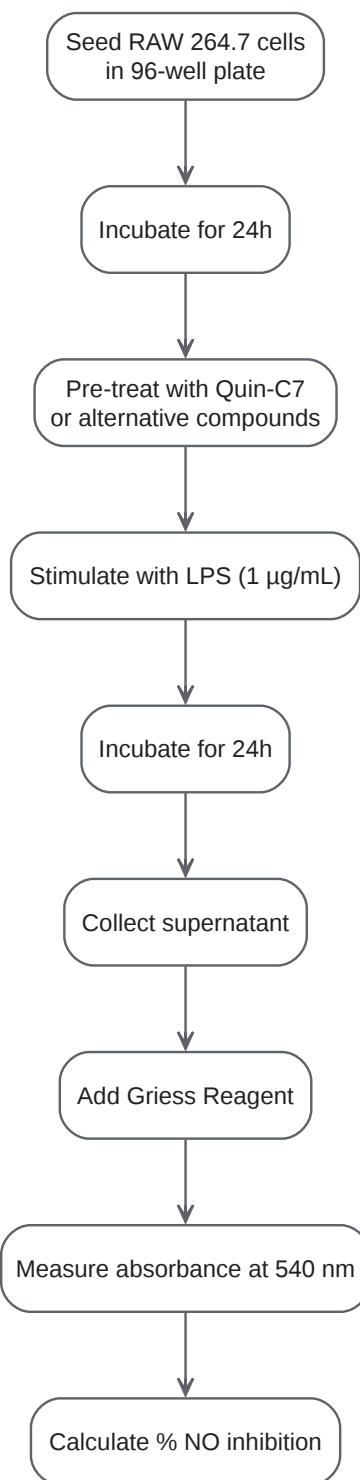 Seed RAW 264.7 cells
in 96-well plate
Incubate for 24h
Pre-treat with Quin-C7
or alternative compounds
Stimulate with LPS (1 µg/mL)
Incubate for 24h
Collect supernatant
Add Griess Reagent
Measure absorbance at 540 nm
Calculate % NO inhibition